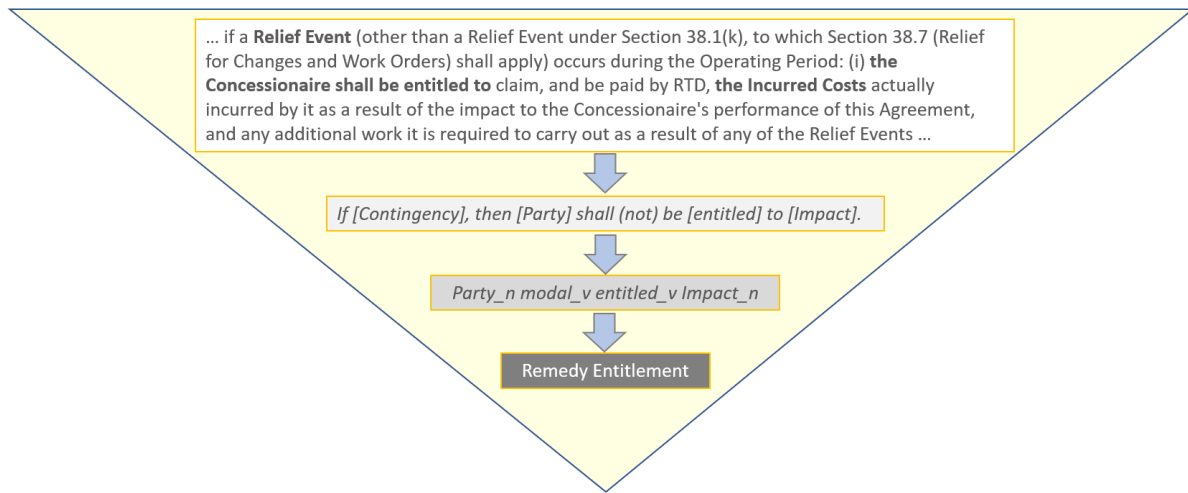 ... if a Relief Event (other than a Relief Event under Section 38.1(k), to which Section 38.7 (Relief
for Changes and Work Orders) shall apply) occurs during the Operating Period: (i) the
Concessionaire shall be entitled to claim, and be paid by RTD, the Incurred Costs actually
incurred by it as a result of the impact to the Concessionaire's performance of this Agreement,
and any additional work it is required to carry out as a result of any of the Relief Events ...
If [Contingency], then [Party] shall (not) be [entitled] to [Impact].
Party_n modal_v entitled_v Impact_n
Remedy Entitlement